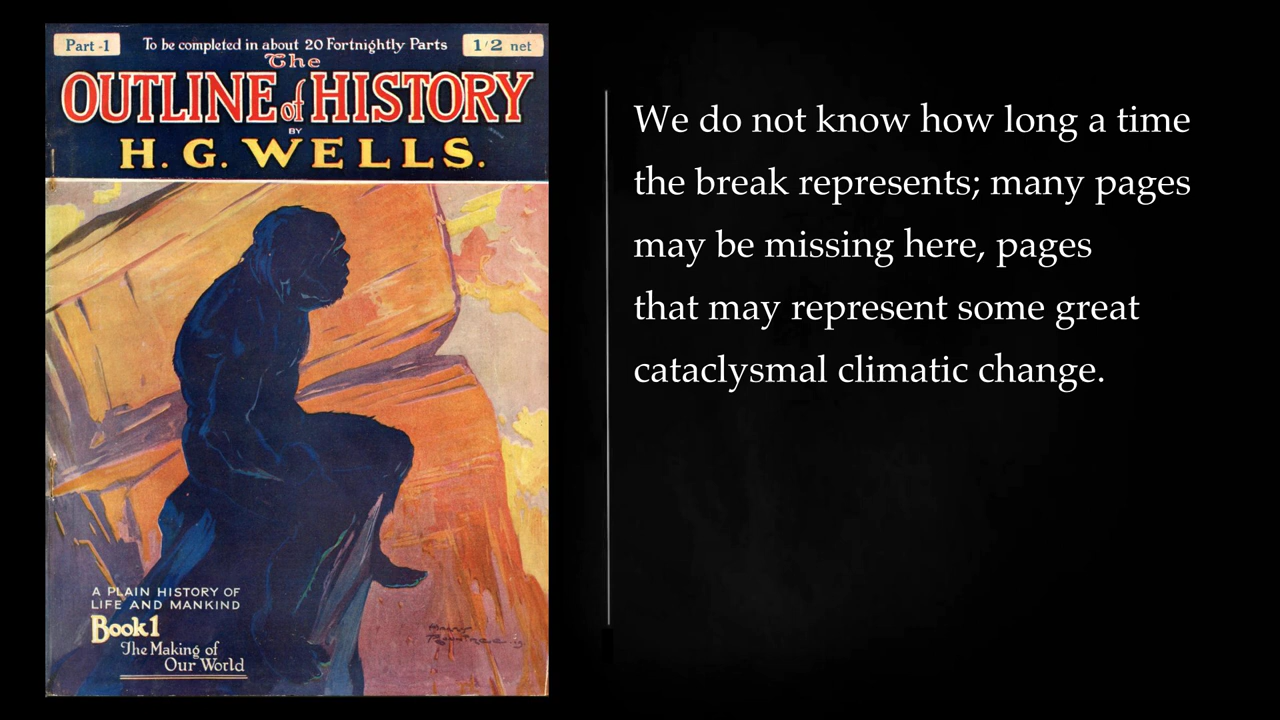 Part -1
To be completed in about 20 Fortnightly Parts
1/2 net
The
OUTLINE of HISTORY
BY
H. G. WELLS.
A PLAIN HISTORY OF
LIFE AND MANKIND
Book 1
The Making of
Our World
We do not know how long a time
the break represents; many pages
may be missing here, pages
that may represent some great
cataclysmal climatic change.